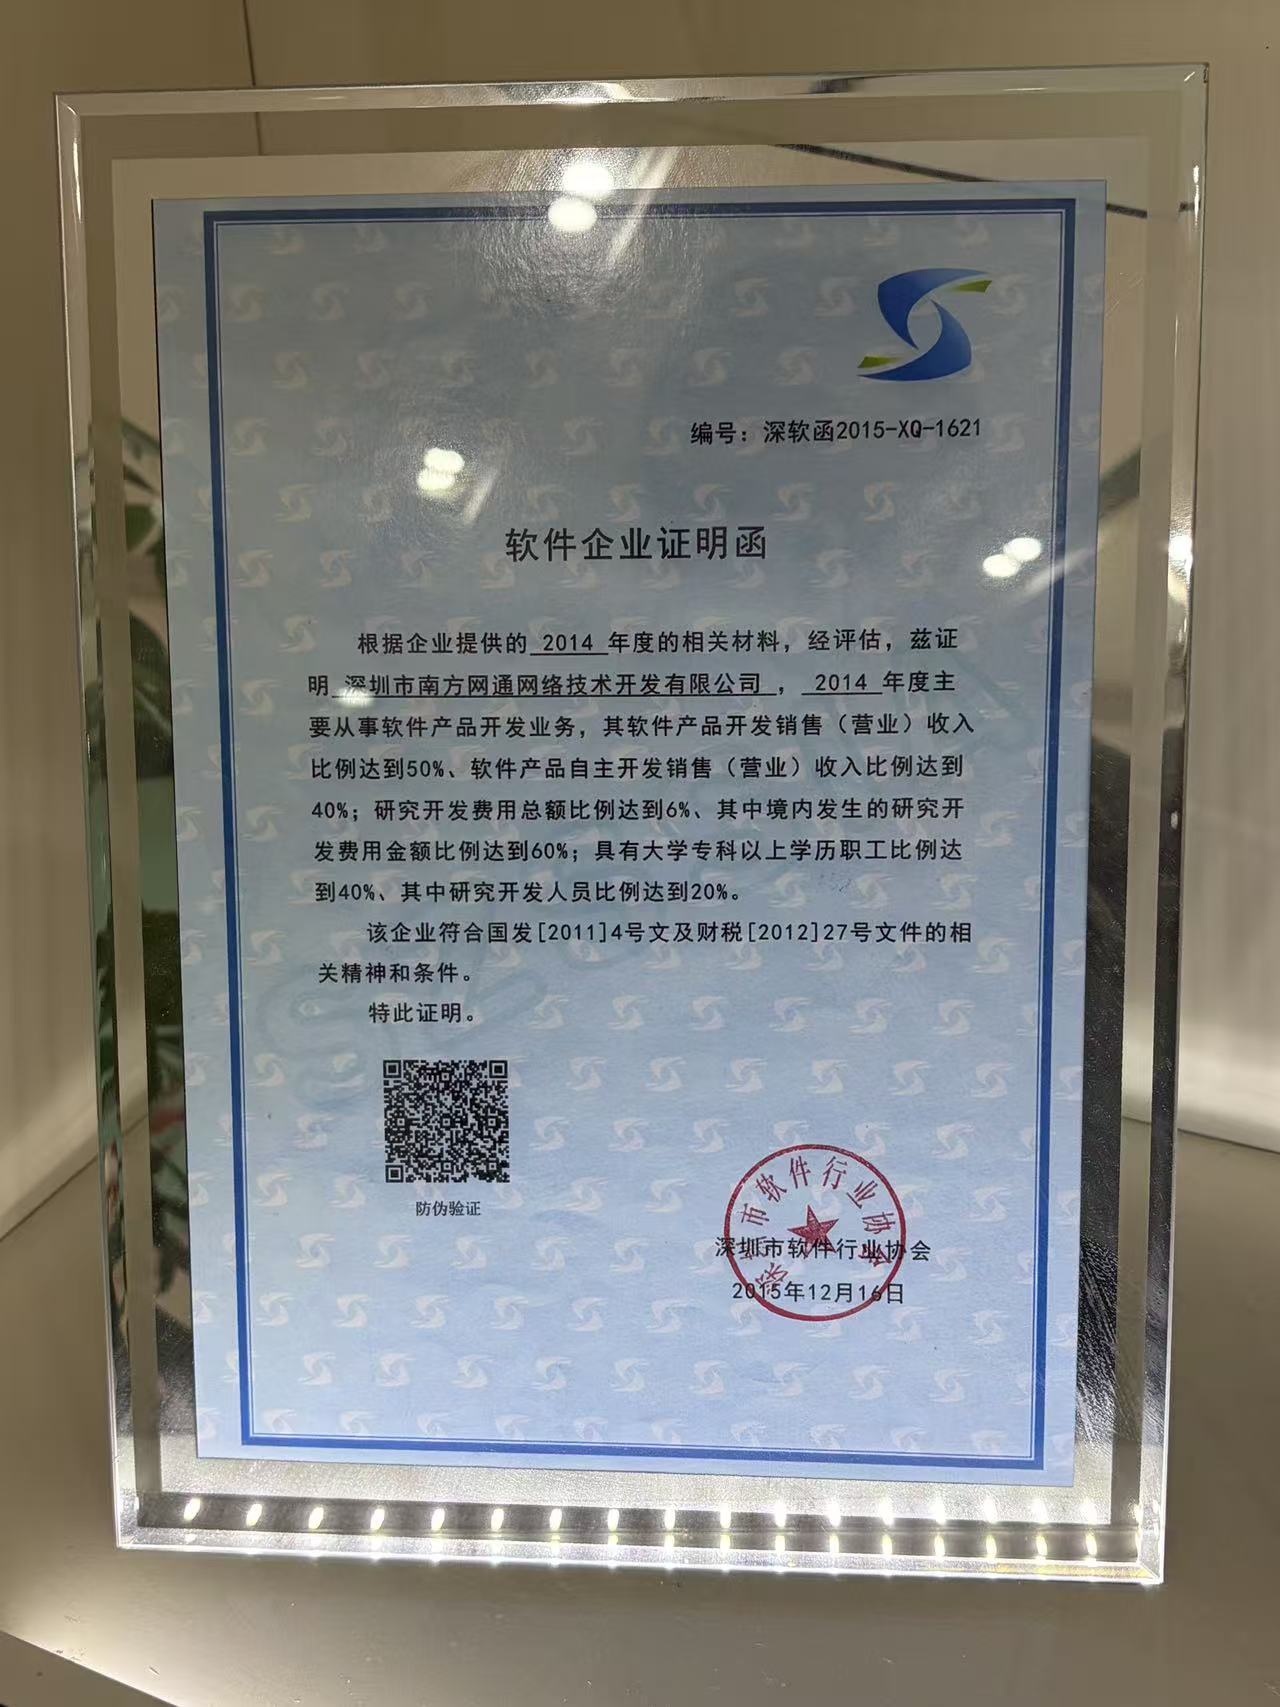 编号：深软函2015-XQ-1621
软件企业证明函
根据企业提供的 2014 年度的相关材料，经评估，兹证
明 深圳市南方网通网络技术开发有限公司 ， 2014 年度主
要从事软件产品开发业务，其软件产品开发销售（营业）收入
比例达到50%、软件产品自主开发销售（营业）收入比例达到
40%；研究开发费用总额比例达到6%、其中境内发生的研究开
发费用金额比例达到60%；具有大学专科以上学历职工比例达
到40%、其中研究开发人员比例达到20%。
该企业符合国发[2011]4号文及财税[2012]27号文件的相
关精神和条件。
特此证明。
防伪验证
深圳市软件行业协会
深圳市软件行业协会
2015年12月16日